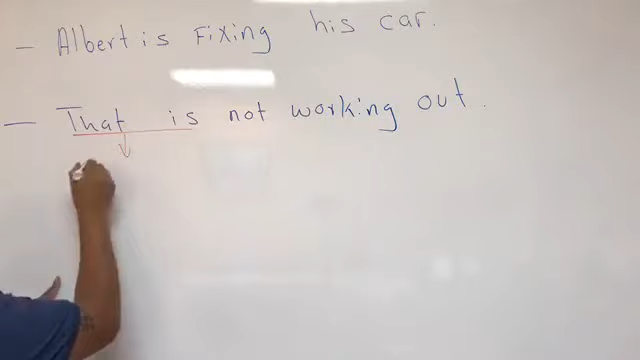 - Albert is Fixing his car.
- That is not working out.